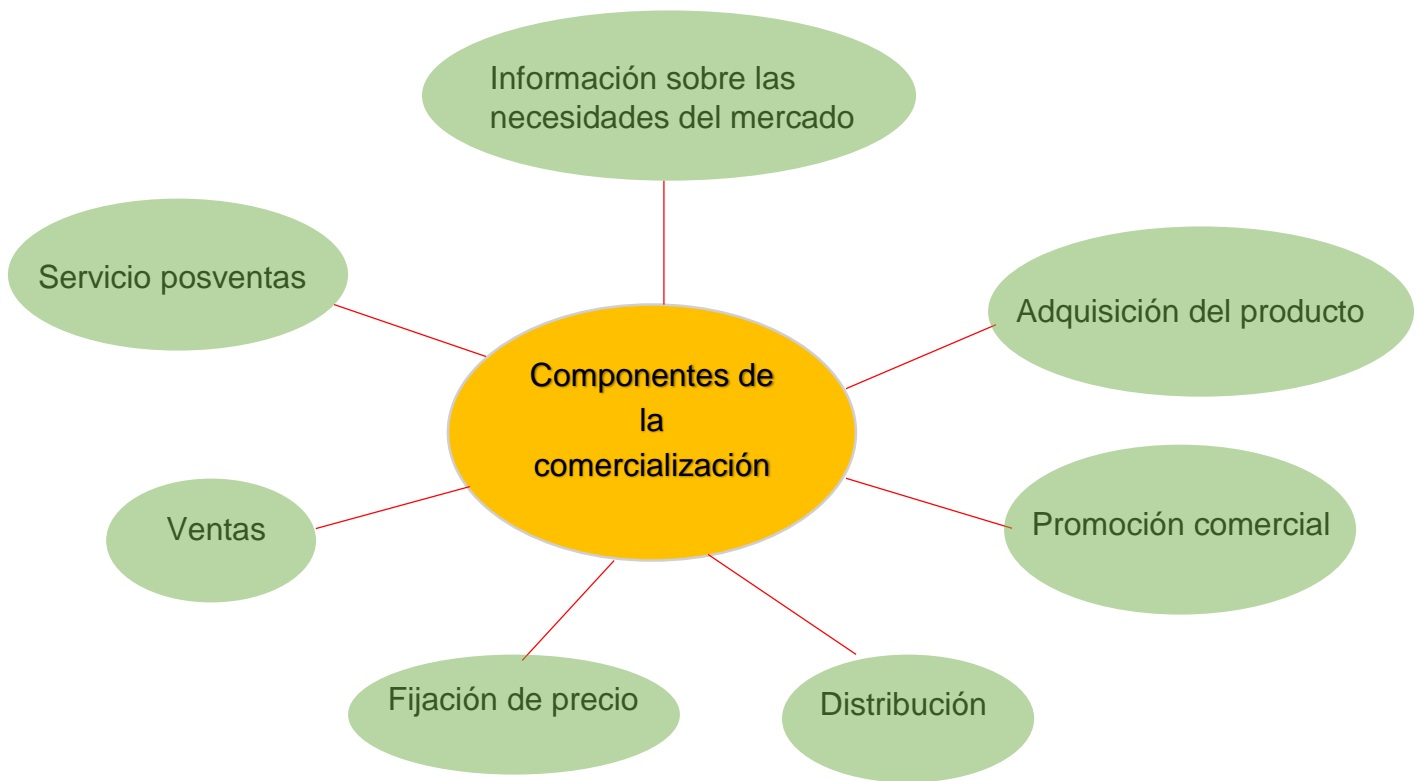 Información sobre las
necesidades del mercado
Servicio posventas
Adquisición del producto
Componentes de
la
comercialización
Promoción comercial
Ventas
Fijación de precio
Distribución